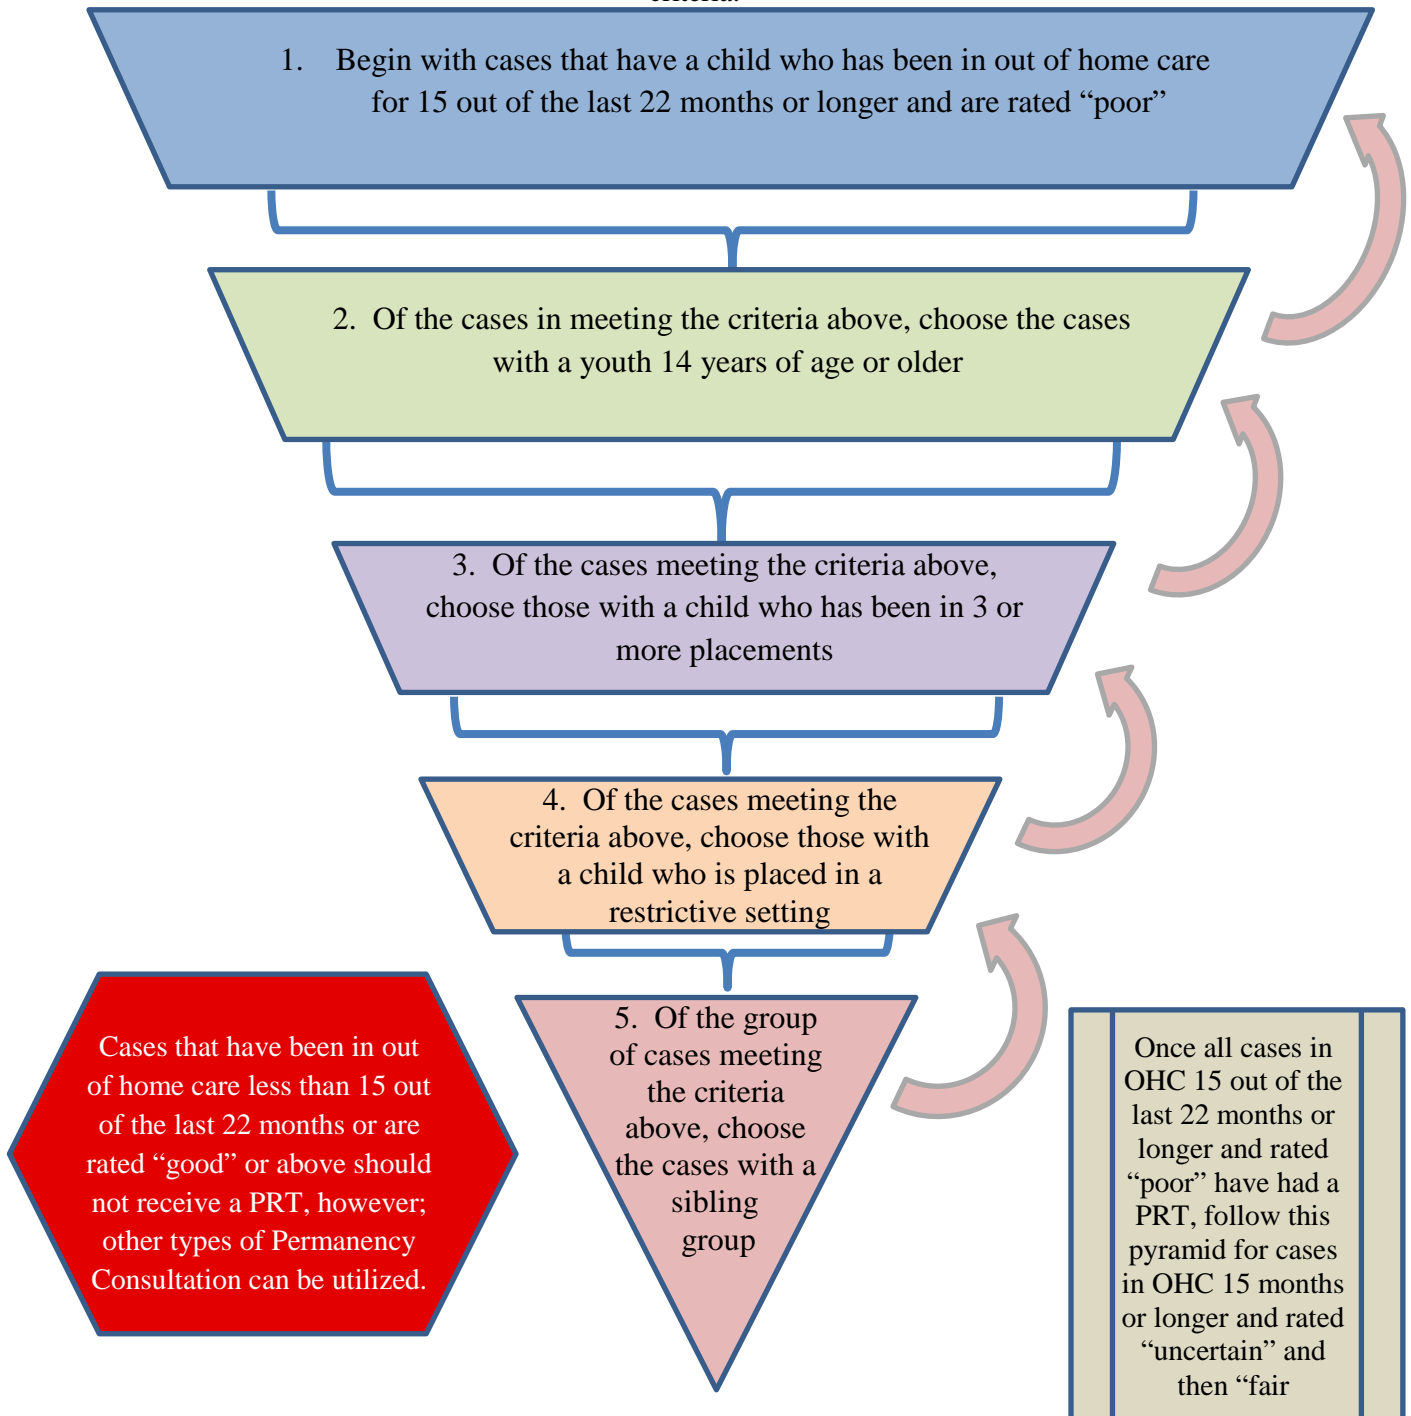 criteria.
1. Begin with cases that have a child who has been in out of home care
for 15 out of the last 22 months or longer and are rated “poor”
2. Of the cases in meeting the criteria above, choose the cases
with a youth 14 years of age or older
3. Of the cases meeting the criteria above,
choose those with a child who has been in 3 or
more placements
4. Of the cases meeting the
criteria above, choose those with
a child who is placed in a
restrictive setting
5. Of the group
of cases meeting
the criteria
above, choose
the cases with a
sibling
group
Cases that have been in out
of home care less than 15 out
of the last 22 months or are
rated “good” or above should
not receive a PRT, however;
other types of Permanency
Consultation can be utilized.
Once all cases in
OHC 15 out of the
last 22 months or
longer and rated
“poor” have had a
PRT, follow this
pyramid for cases
in OHC 15 months
or longer and rated
“uncertain” and
then “fair